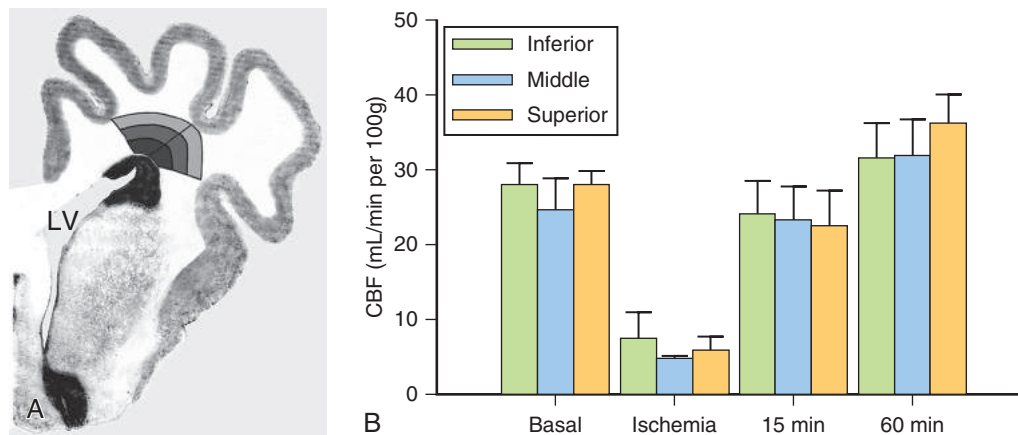 LV
A
CBF (mL/min per 100g)
50
40
30
20
10
0
Inferior
Middle
Superior
Basal
Ischemia
15 min
60 min
B